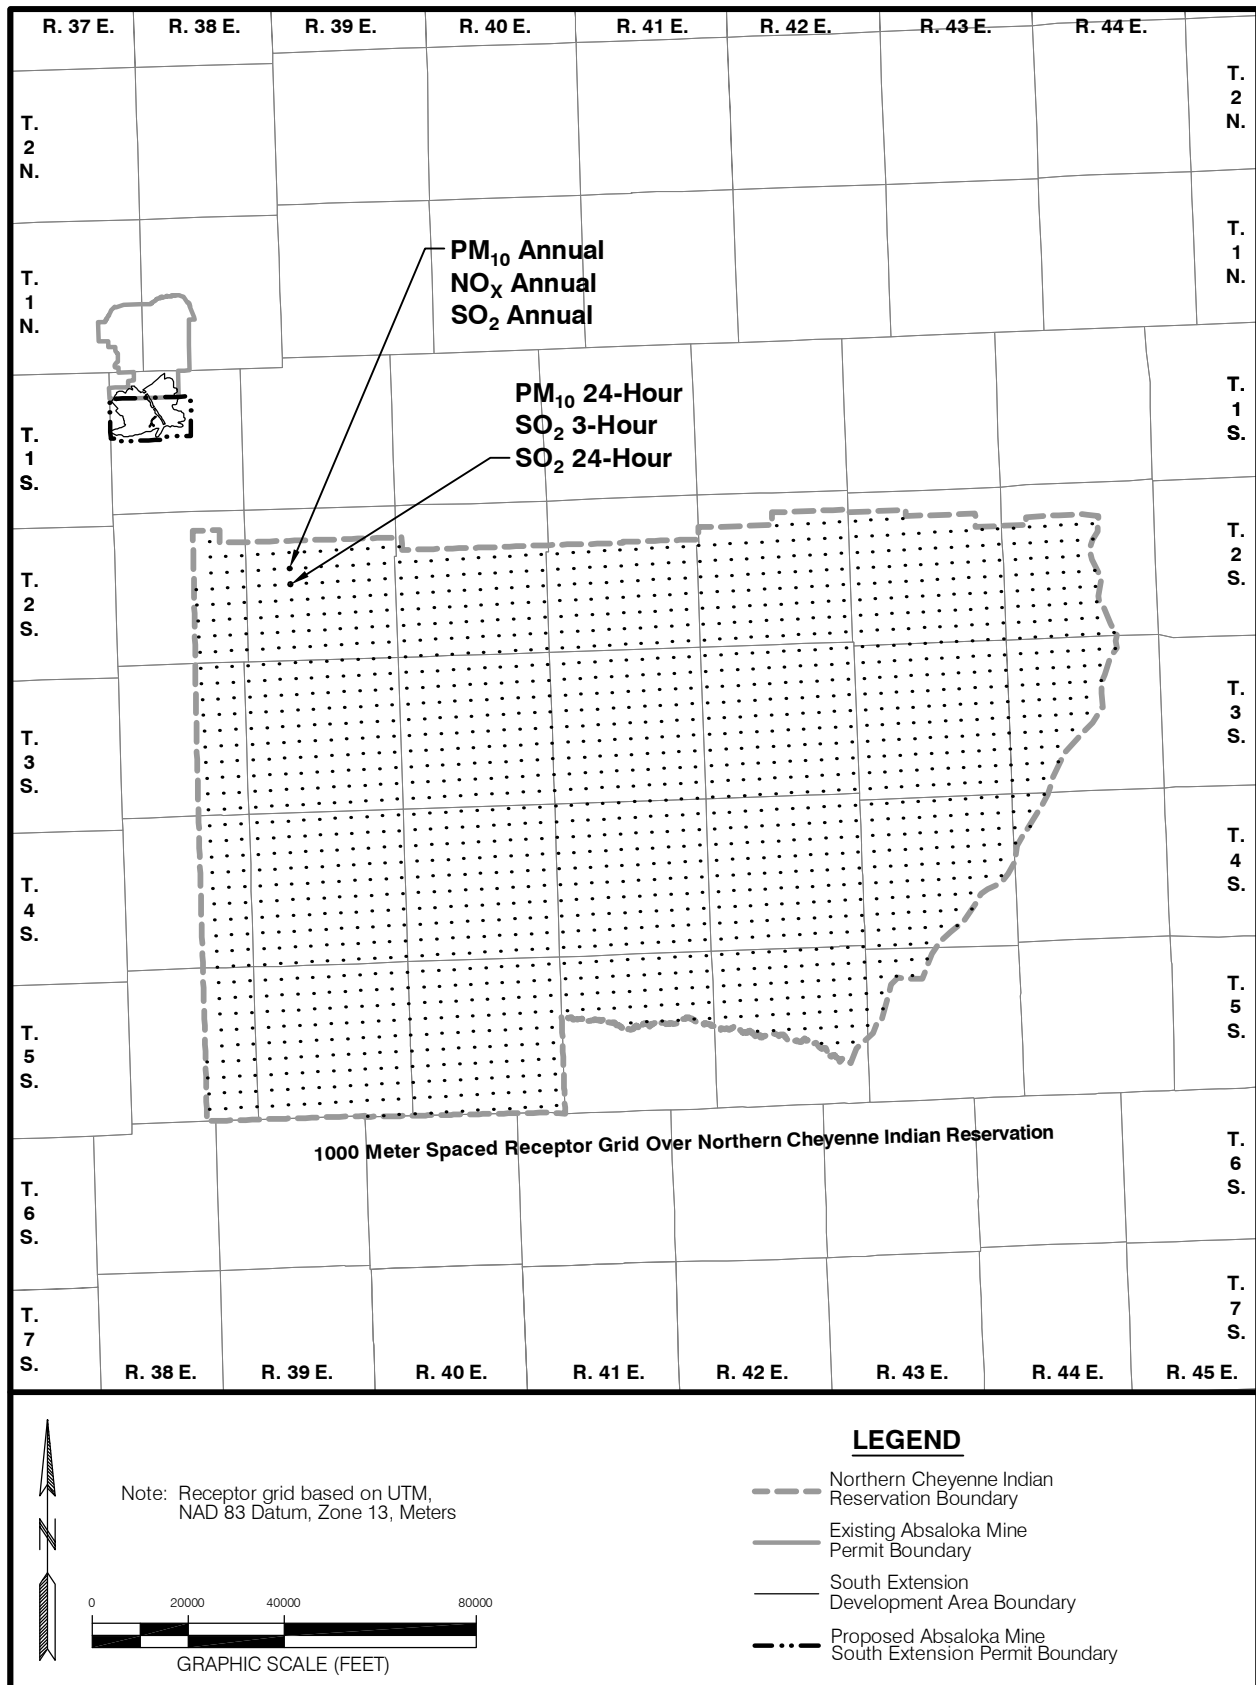 R. 37 E. R. 38 E. R. 39 E. R. 40 E. R. 41 E. R. 42 E. R. 43 E. R. 44 E.
T.
2
N.
T.
2
N.
T.
1
N.
T.
1
N.
PM10 Annual
NOX Annual
SO2 Annual
PM10 24-Hour
SO2 3-Hour
SO2 24-Hour
T.
1
S.
T.
1
S.
T.
2
S.
T.
2
S.
T.
3
S.
T.
3
S.
T.
4
S.
T.
4
S.
T.
5
S.
T.
5
S.
1000 Meter Spaced Receptor Grid Over Northern Cheyenne Indian Reservation
T.
6
S.
T.
6
S.
T.
7
S.
T.
7
S.
R. 38 E. R. 39 E. R. 40 E. R. 41 E. R. 42 E. R. 43 E. R. 44 E. R. 45 E.
N
Note: Receptor grid based on UTM,
NAD 83 Datum, Zone 13, Meters
0 20000 40000 80000
GRAPHIC SCALE (FEET)
LEGEND
Northern Cheyenne Indian
Reservation Boundary
Existing Absaloka Mine
Permit Boundary
South Extension
Development Area Boundary
Proposed Absaloka Mine
South Extension Permit Boundary